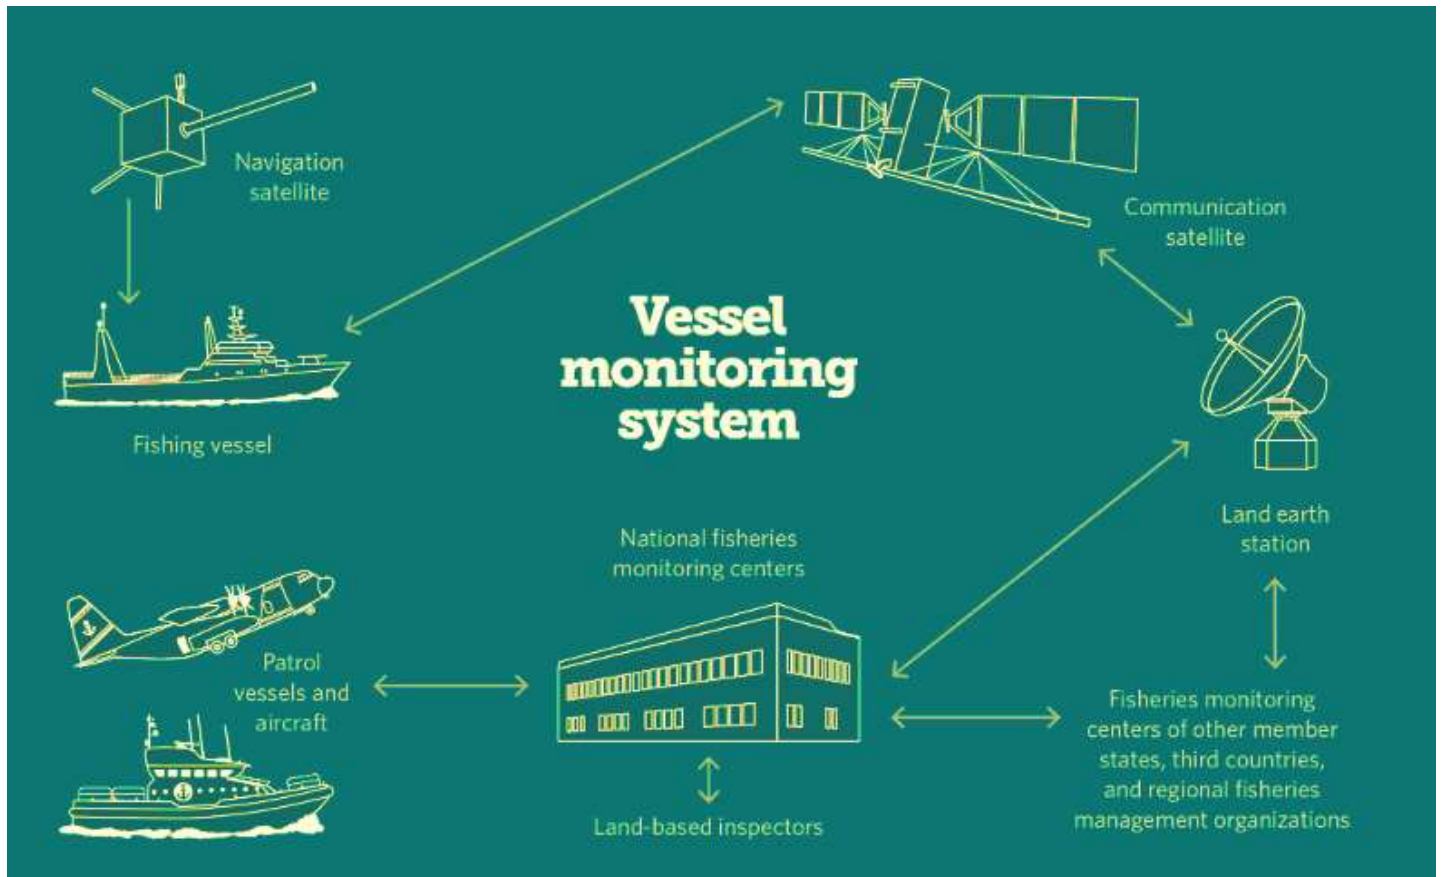 Navigation
satellite
Communication
satellite
Vessel
monitoring
system
Fishing vessel
Land earth
station
National fisheries
monitoring centers
Patrol
vessels and
aircraft
Fisheries monitoring
centers of other member
states, third countries,
and regional fisheries
management organizations
Land-based inspectors